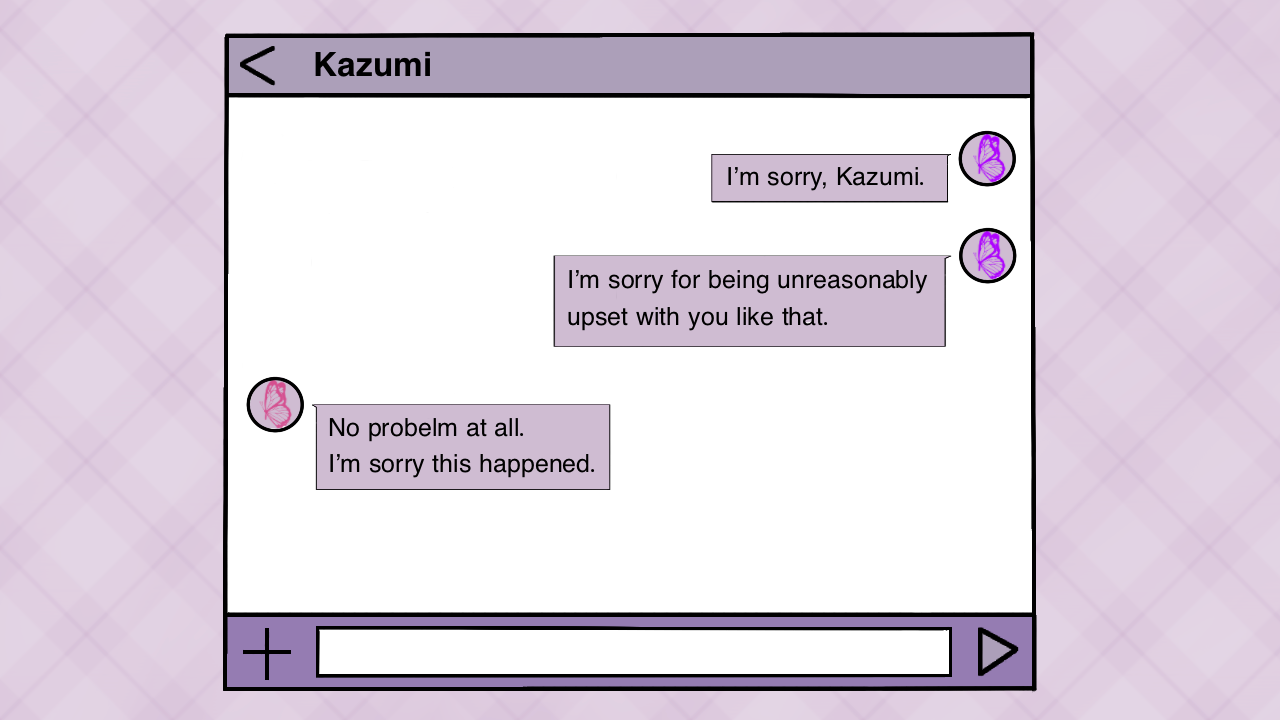 Kazumi
I'm sorry, Kazumi.
I'm sorry for being unreasonably
upset with you like that.
No probelm at all.
I'm sorry this happened.